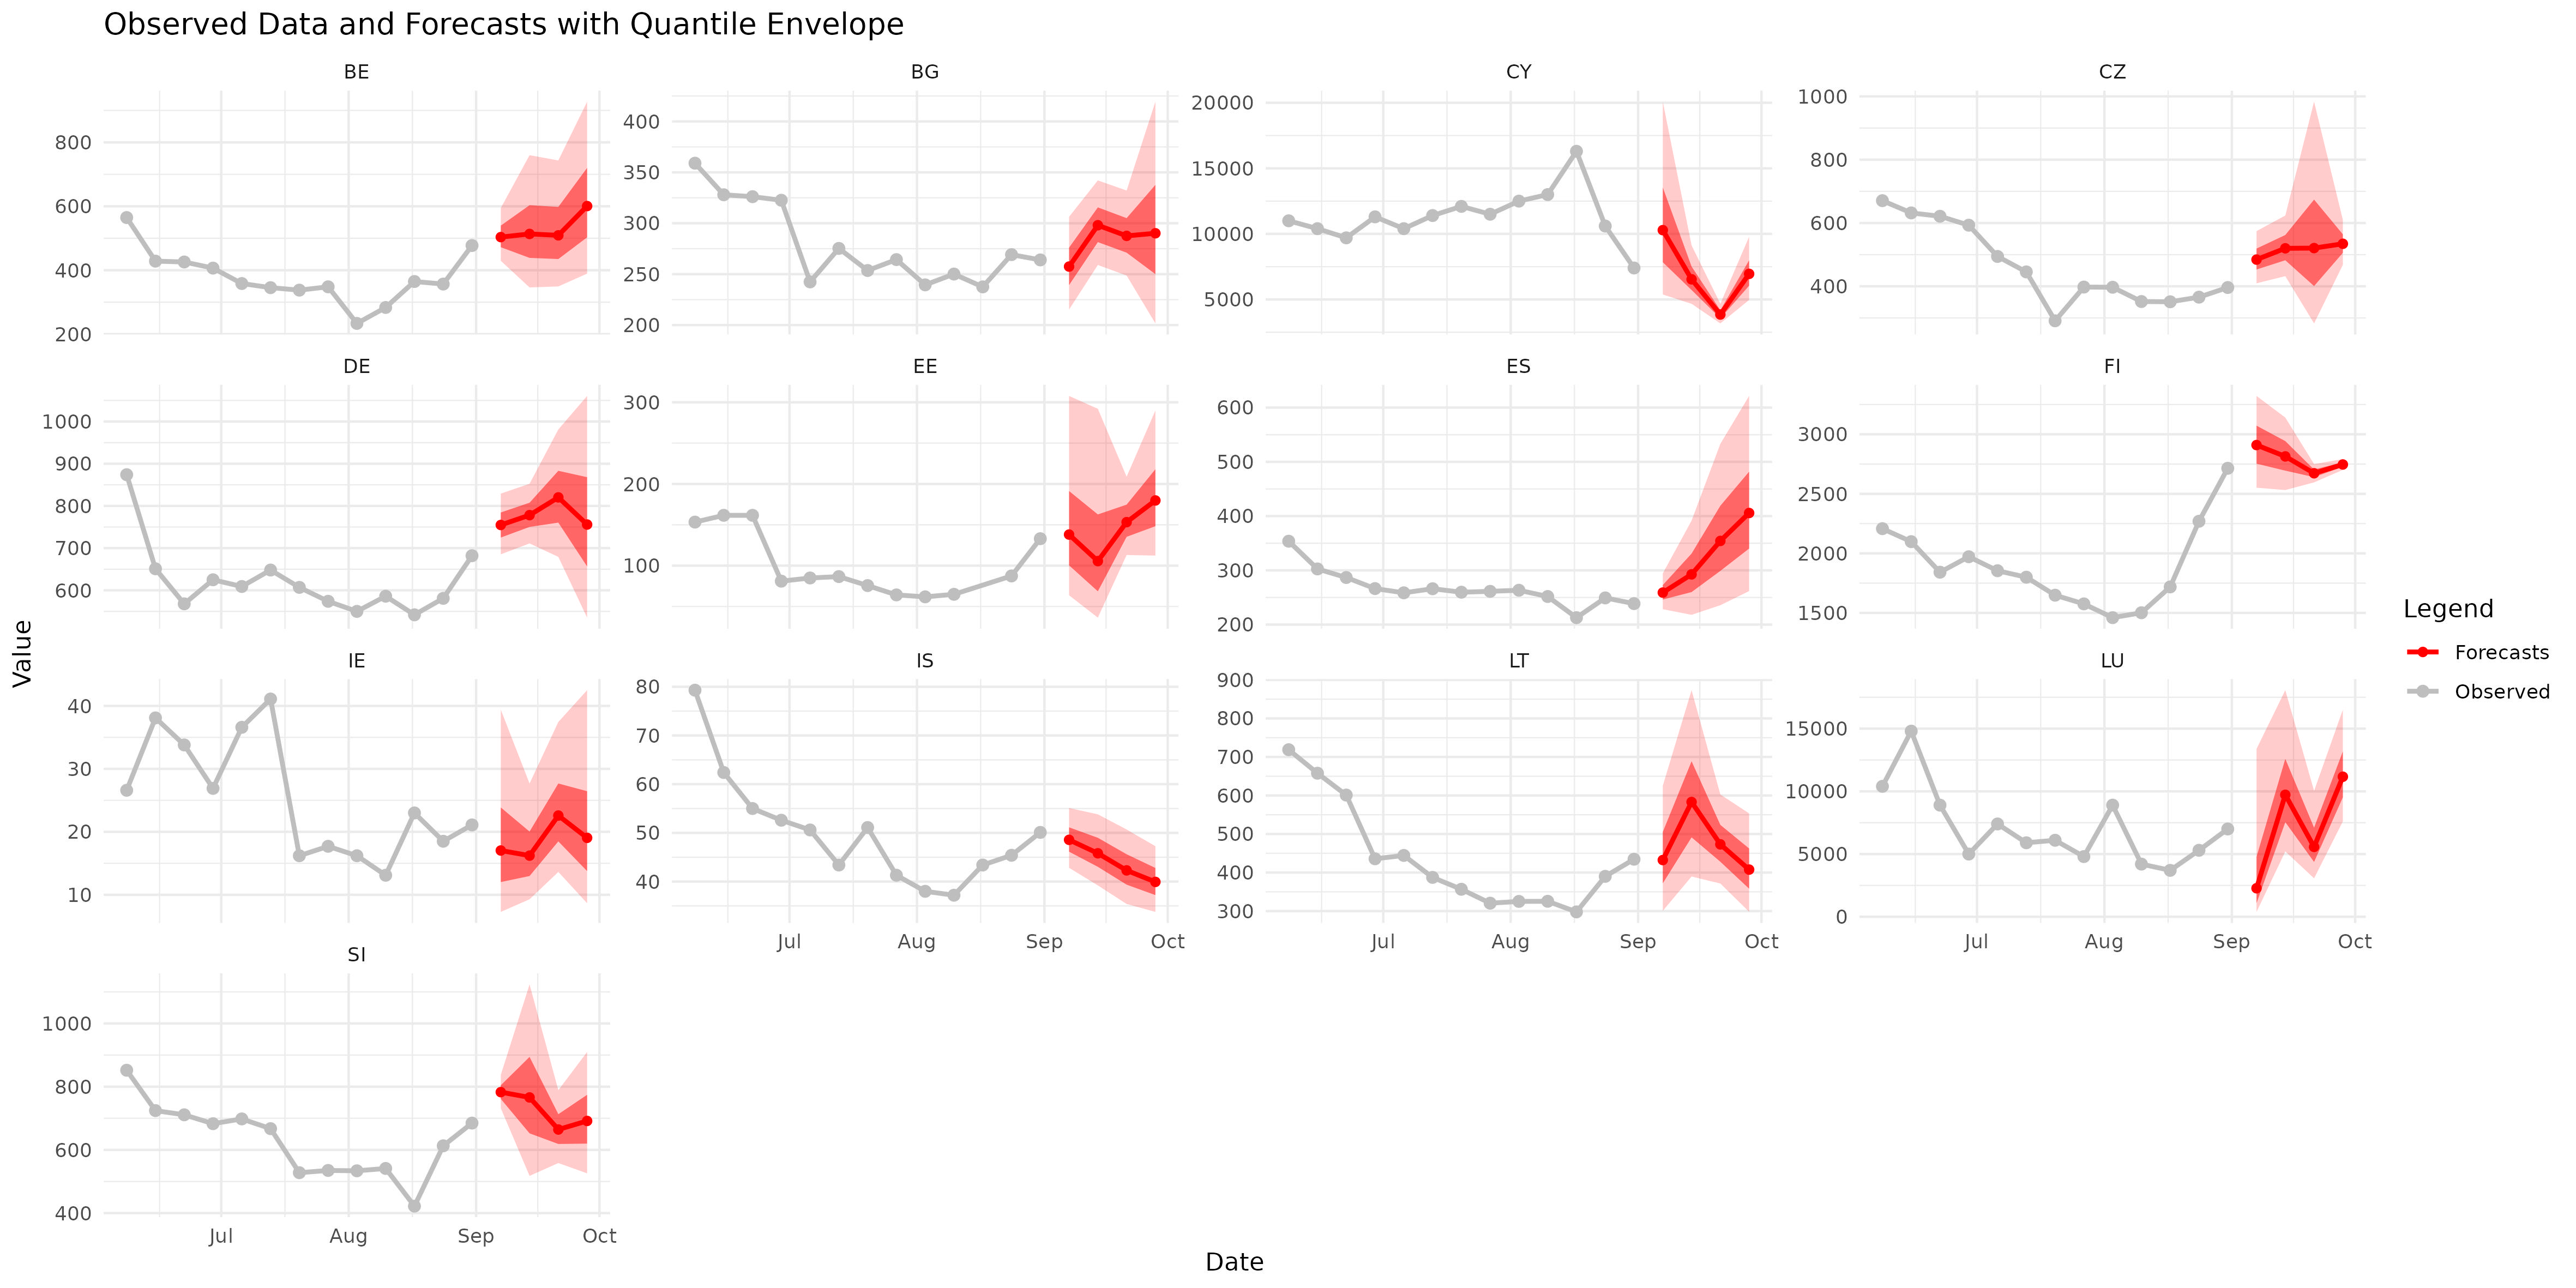 Observed Data and Forecasts with Quantile Envelope
BE
BG
CY
CZ
800
600
400
200
400
350
300
250
200
20000
15000
10000
5000
1000
800
600
400
DE
EE
ES
FI
1000
900
800
700
600
300
200
100
600
500
400
300
200
3000
2500
2000
1500
IE
IS
LT
LU
40
30
20
10
80
70
60
50
40
900
800
700
600
500
400
300
15000
10000
5000
0
Jul Aug Sep Oct
Jul Aug Sep Oct
Jul Aug Sep Oct
SI
1000
800
600
400
Jul Aug Sep Oct
Value
Date
Legend
Forecasts
Observed